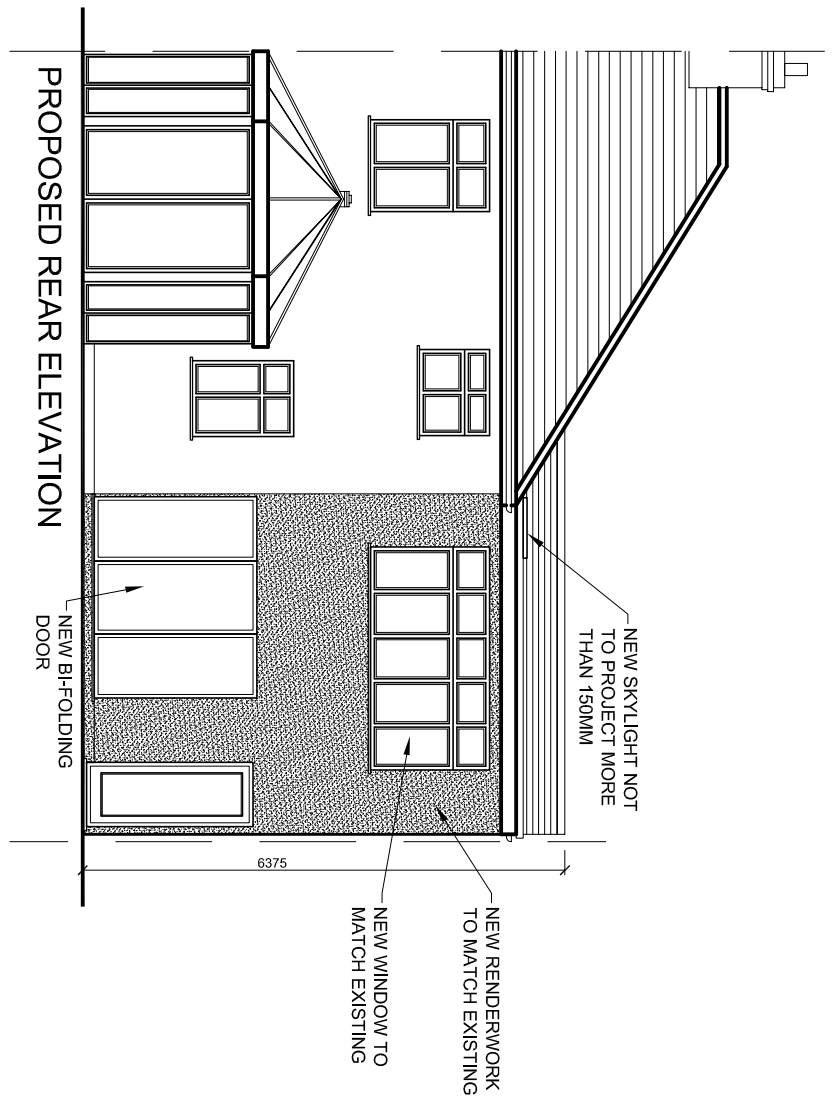 NEW SKYLIGHT NOT
TO PROJECT MORE
THAN 150MM
NEW RENDERWORK
TO MATCH EXISTING
NEW WINDOW TO
MATCH EXISTING
6375
NEW BI-FOLDING
DOOR
PROPOSED REAR ELEVATION